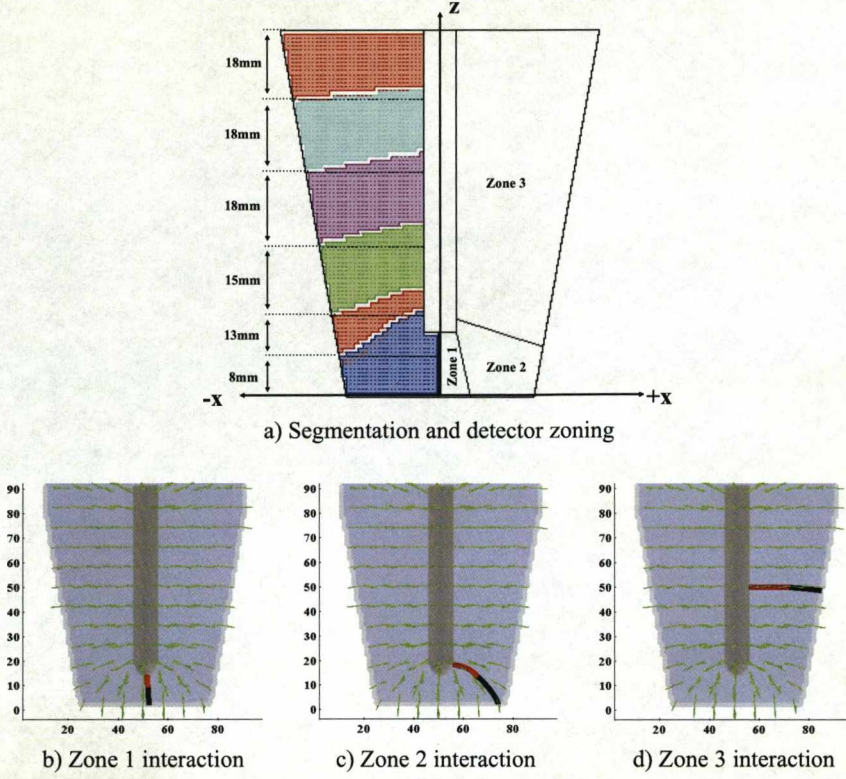 z
18mm
18mm
18mm
Zone 3
15mm
13mm
Zone 1
Zone 2
8mm
-x
+x
a) Segmentation and detector zoning
90
80
70
60
50
40
30
20
10
0
20 40 60 80
90
80
70
60
50
40
30
20
10
0
20 40 60 80
90
80
70
60
50
40
30
20
10
0
20 40 60 80
b) Zone 1 interaction
c) Zone 2 interaction
d) Zone 3 interaction